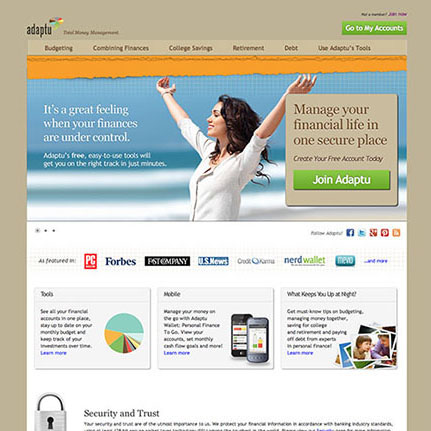 Not a member? JOIN NOW
adaptu
Total Money Management.
Go to My Accounts
Budgeting Combining Finances College Savings Retirement Debt Use Adaptu's Tools
It's a great feeling
when your finances
are under control.
Adaptu's free, easy-to-use tools will
get you on the right track in just minutes.
Manage your
financial life in
one secure place
Create Your Free Account Today
Join Adaptu
Follow Adaptu!
As featured in:
PC
Forbes
FAST COMPANY
U.S.News
Credit Karma
nerdwallet
...and more
Tools
See all your financial
accounts in one place,
stay up to date on your
monthly budget and
keep track of your
investments over time.
Learn more
Mobile
Manage your money
on the go with Adaptu
Wallet: Personal Finance
To Go. View your
accounts, set monthly
cash flow goals and more!
Learn more
What Keeps You Up at Night?
Get must-know tips on budgeting,
managing money together,
saving for college
and retirement and paying
off debt from experts
in personal finance!
Learn more
Security and Trust
Your security and trust are of the utmost importance to us. We protect your financial information in accordance with banking industry standards,